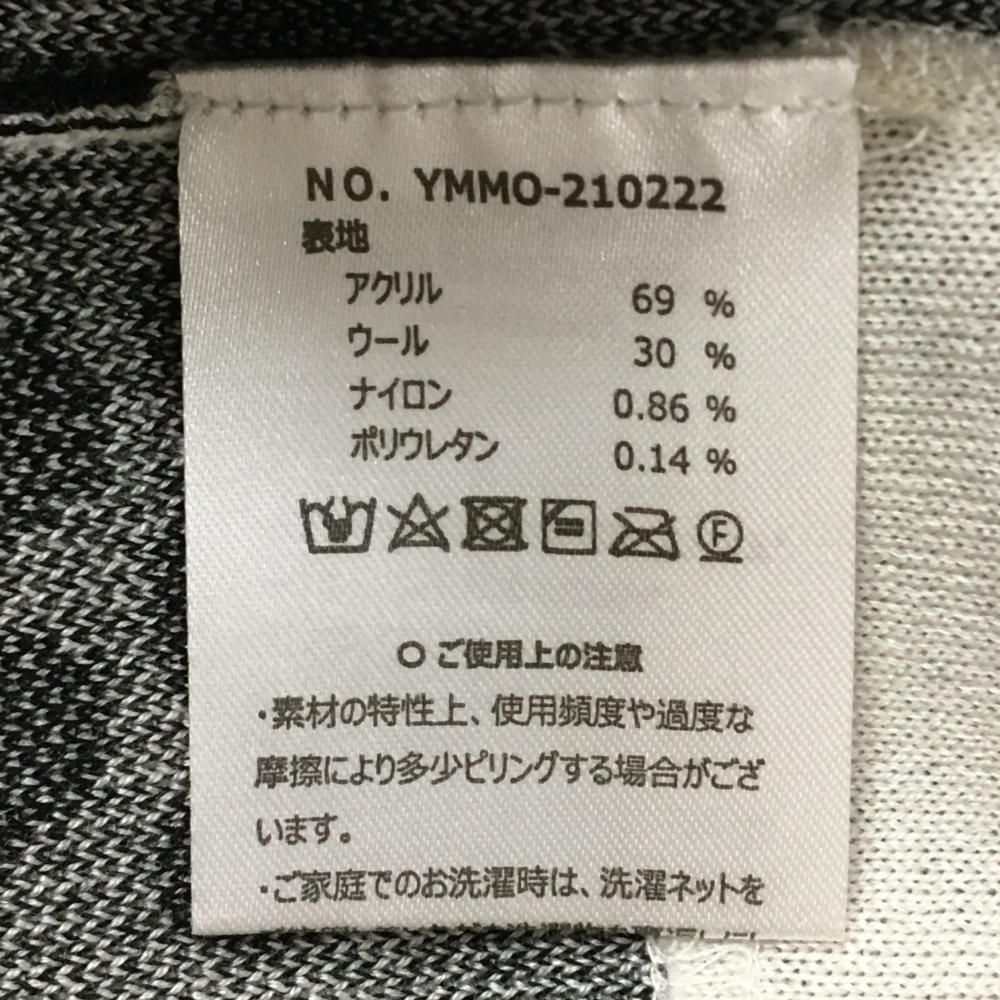 NO. YMMO-210222
表地
アクリル 69 %
ウール 30 %
ナイロン 0.86 %
ポリウレタン 0.14 %
F
○ ご使用上の注意
・素材の特性上、使用頻度や過度な
摩擦により多少ピリングする場合がござ
います。
・ご家庭でのお洗濯時は、洗濯ネットを